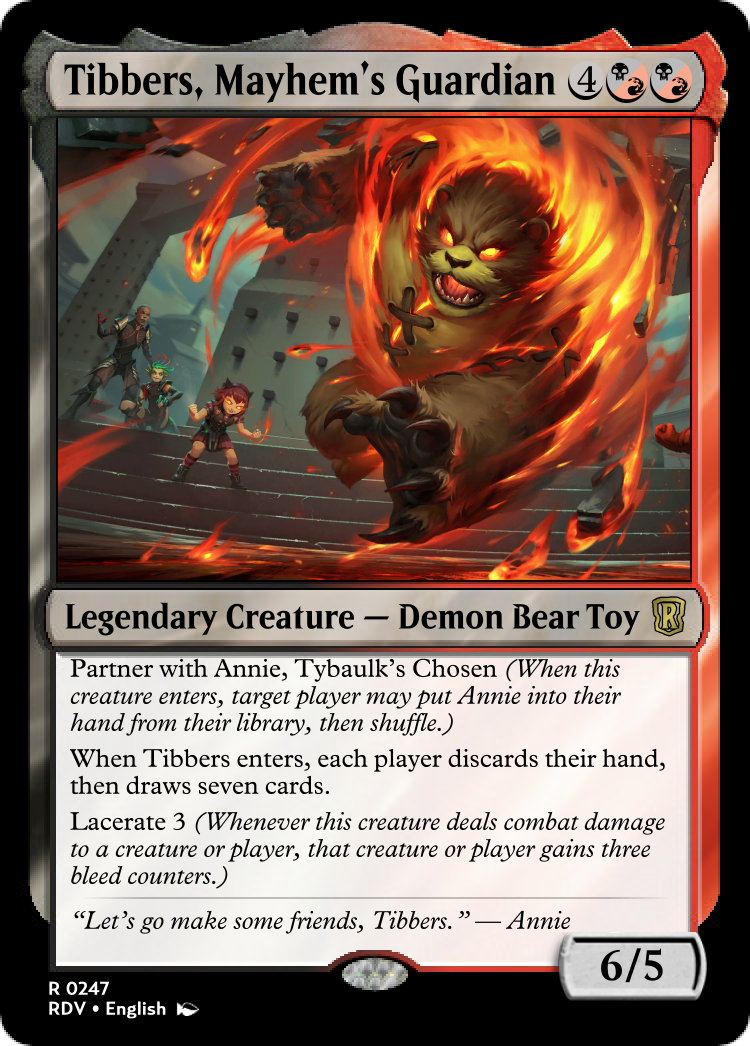 Tibbers, Mayhem's Guardian 4
Legendary Creature — Demon Bear Toy R
Partner with Annie, Tybaulk's Chosen (When this
creature enters, target player may put Annie into their
hand from their library, then shuffle.)
When Tibbers enters, each player discards their hand,
then draws seven cards.
Lacerate 3 (Whenever this creature deals combat damage
to a creature or player, that creature or player gains three
bleed counters.)
“Let's go make some friends, Tibbers.” — Annie
6/5
R 0247
RDV • English